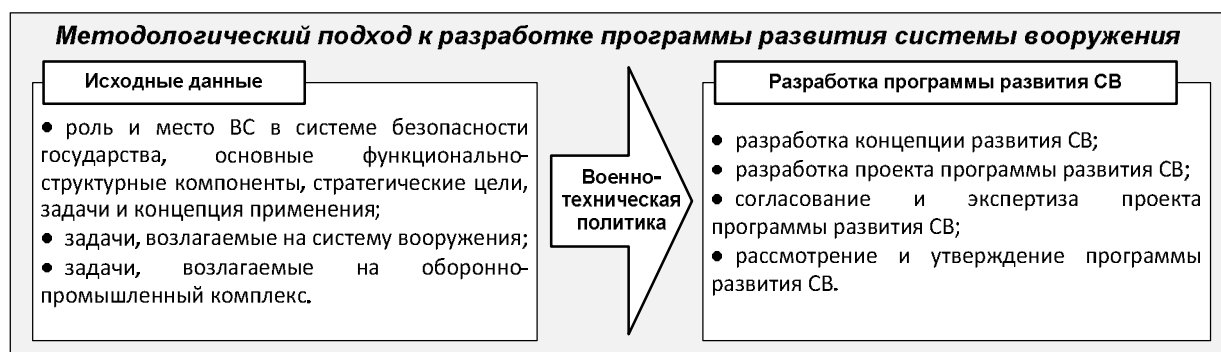 Методологический подход к разработке программы развития системы вооружения
Исходные данные
● роль и место ВС в системе безопасности
государства, основные функционально-
структурные компоненты, стратегические цели,
задачи и концепция применения;
● задачи, возлагаемые на систему вооружения;
● задачи, возлагаемые на оборонно-
промышленный комплекс.
Военно-
техническая
политика
Разработка программы развития СВ
● разработка концепции развития СВ;
● разработка проекта программы развития СВ;
● согласование и экспертиза проекта
программы развития СВ;
● рассмотрение и утверждение программы
развития СВ.